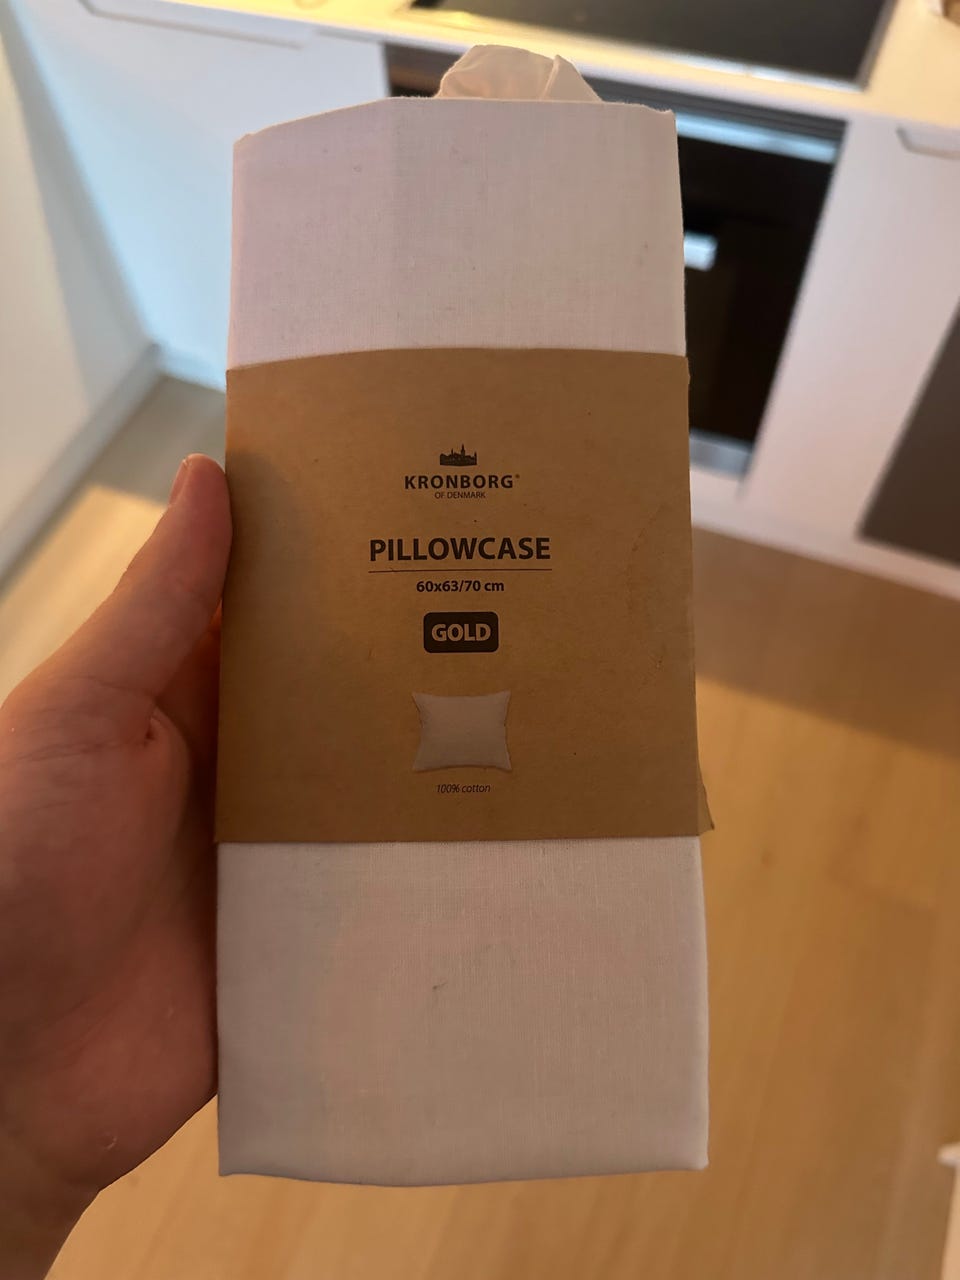 KRONBORG®
OF DENMARK
PILLOWCASE
60x63/70 cm
GOLD
100% cotton